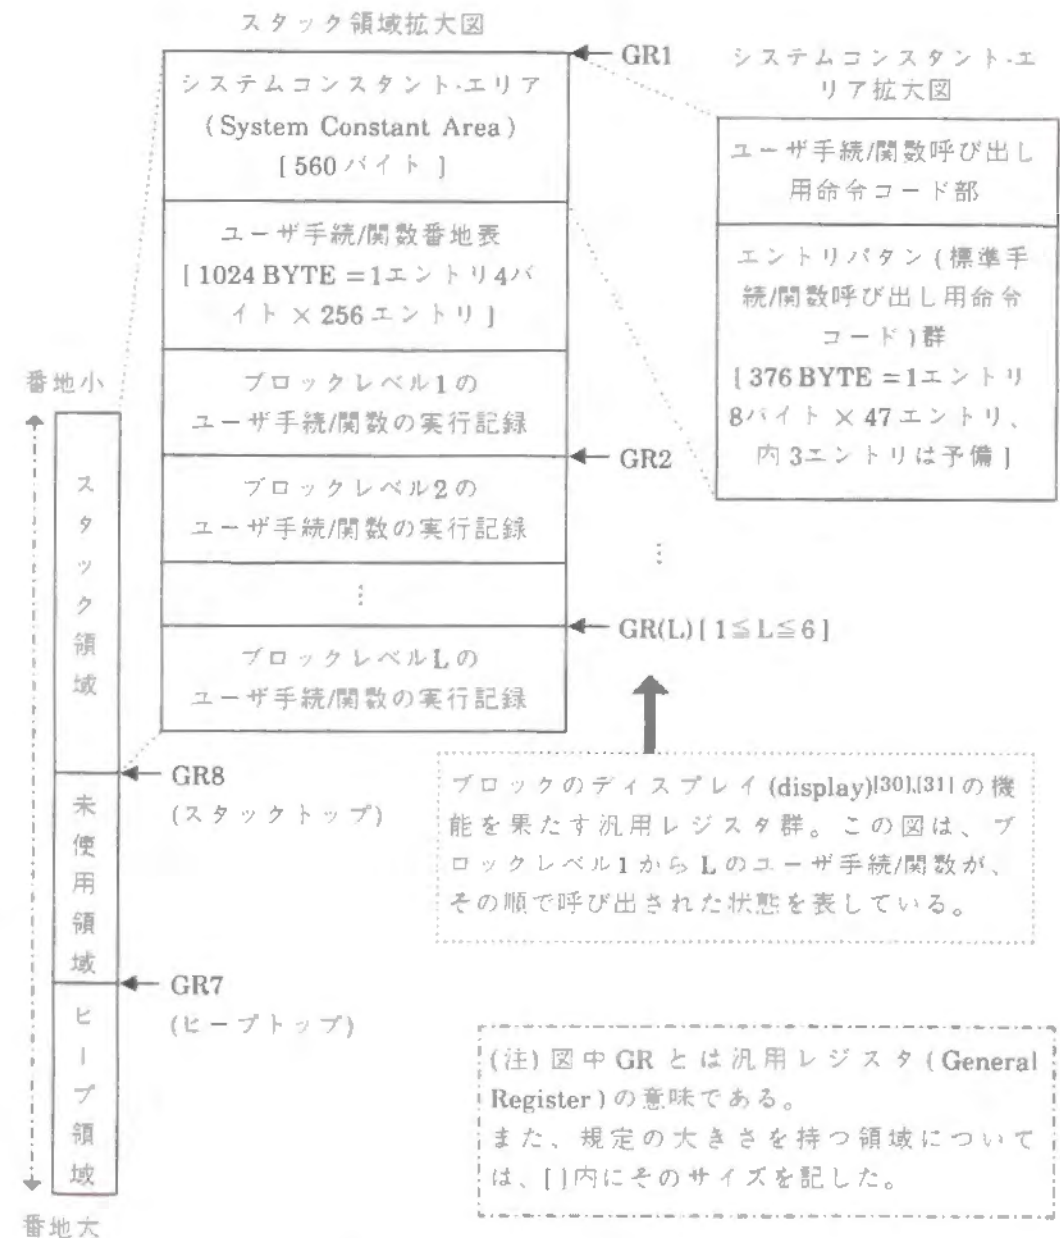 スタック領域拡大図
GR1
システムコンスタント·エリア
(System Constant Area)
[ 560バイト ]
ユーザ手続/関数番地表
[ 1024 BYTE = 1エントリ4バ
イト × 256エントリ ]
ブロックレベル1の
ユーザ手続/関数の実行記録
GR2
ブロックレベル2の
ユーザ手続/関数の実行記録
⋮
⋮
GR(L) [ 1≦L≦6 ]
ブロックレベルLの
ユーザ手続/関数の実行記録
システムコンスタント·エ
リア拡大図
ユーザ手続/関数呼び出し
用命令コード部
エントリパタン(標準手
続/関数呼び出し用命令
コード)群
[ 376 BYTE = 1エントリ
8バイト × 47エントリ、
内3エントリは予備 ]
番地小
スタック領域
GR8
(スタックトップ)
未使用領域
GR7
(ヒープトップ)
ヒープ領域
番地大
ブロックのディスプレイ(display)[30],[31]の機
能を果たす汎用レジスタ群。この図は、ブ
ロックレベル1からLのユーザ手続/関数が、
その順で呼び出された状態を表している。
(注) 図中GRとは汎用レジスタ(General
Register)の意味である。
また、規定の大きさを持つ領域について
は、[ ]内にそのサイズを記した。